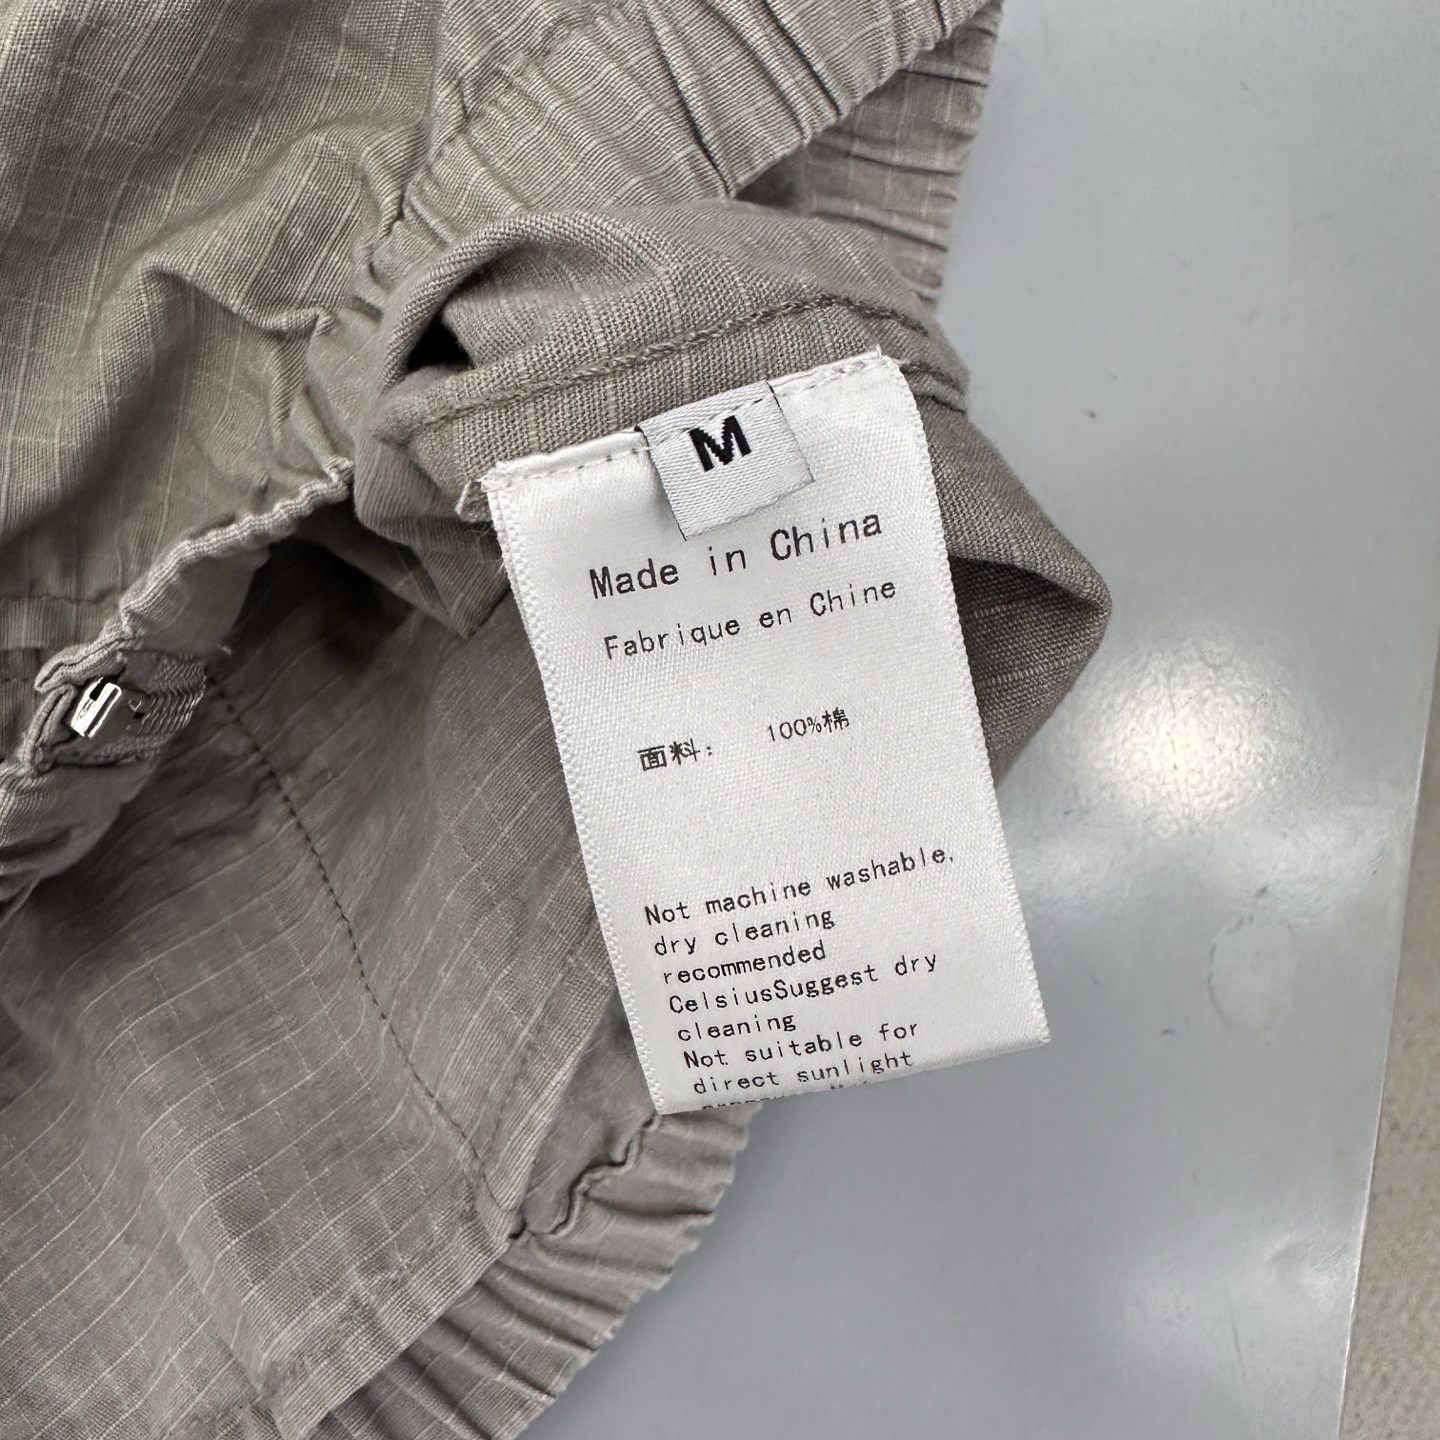 M
Made in China
Fabrique en Chine
面料： 100%棉
Not machine washable,
dry cleaning
recommended
CelsiusSuggest dry
cleaning
Not suitable for
direct sunlight